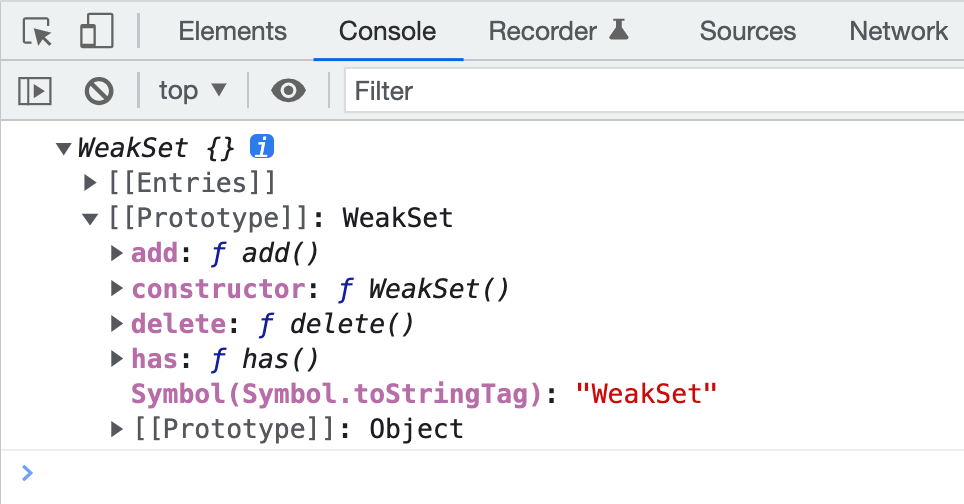 Elements Console Recorder Sources Network
top Filter
WeakSet {} i
[[Entries]]
[[Prototype]]: WeakSet
add: ƒ add()
constructor: ƒ WeakSet()
delete: ƒ delete()
has: ƒ has()
Symbol(Symbol.toStringTag): "WeakSet"
[[Prototype]]: Object